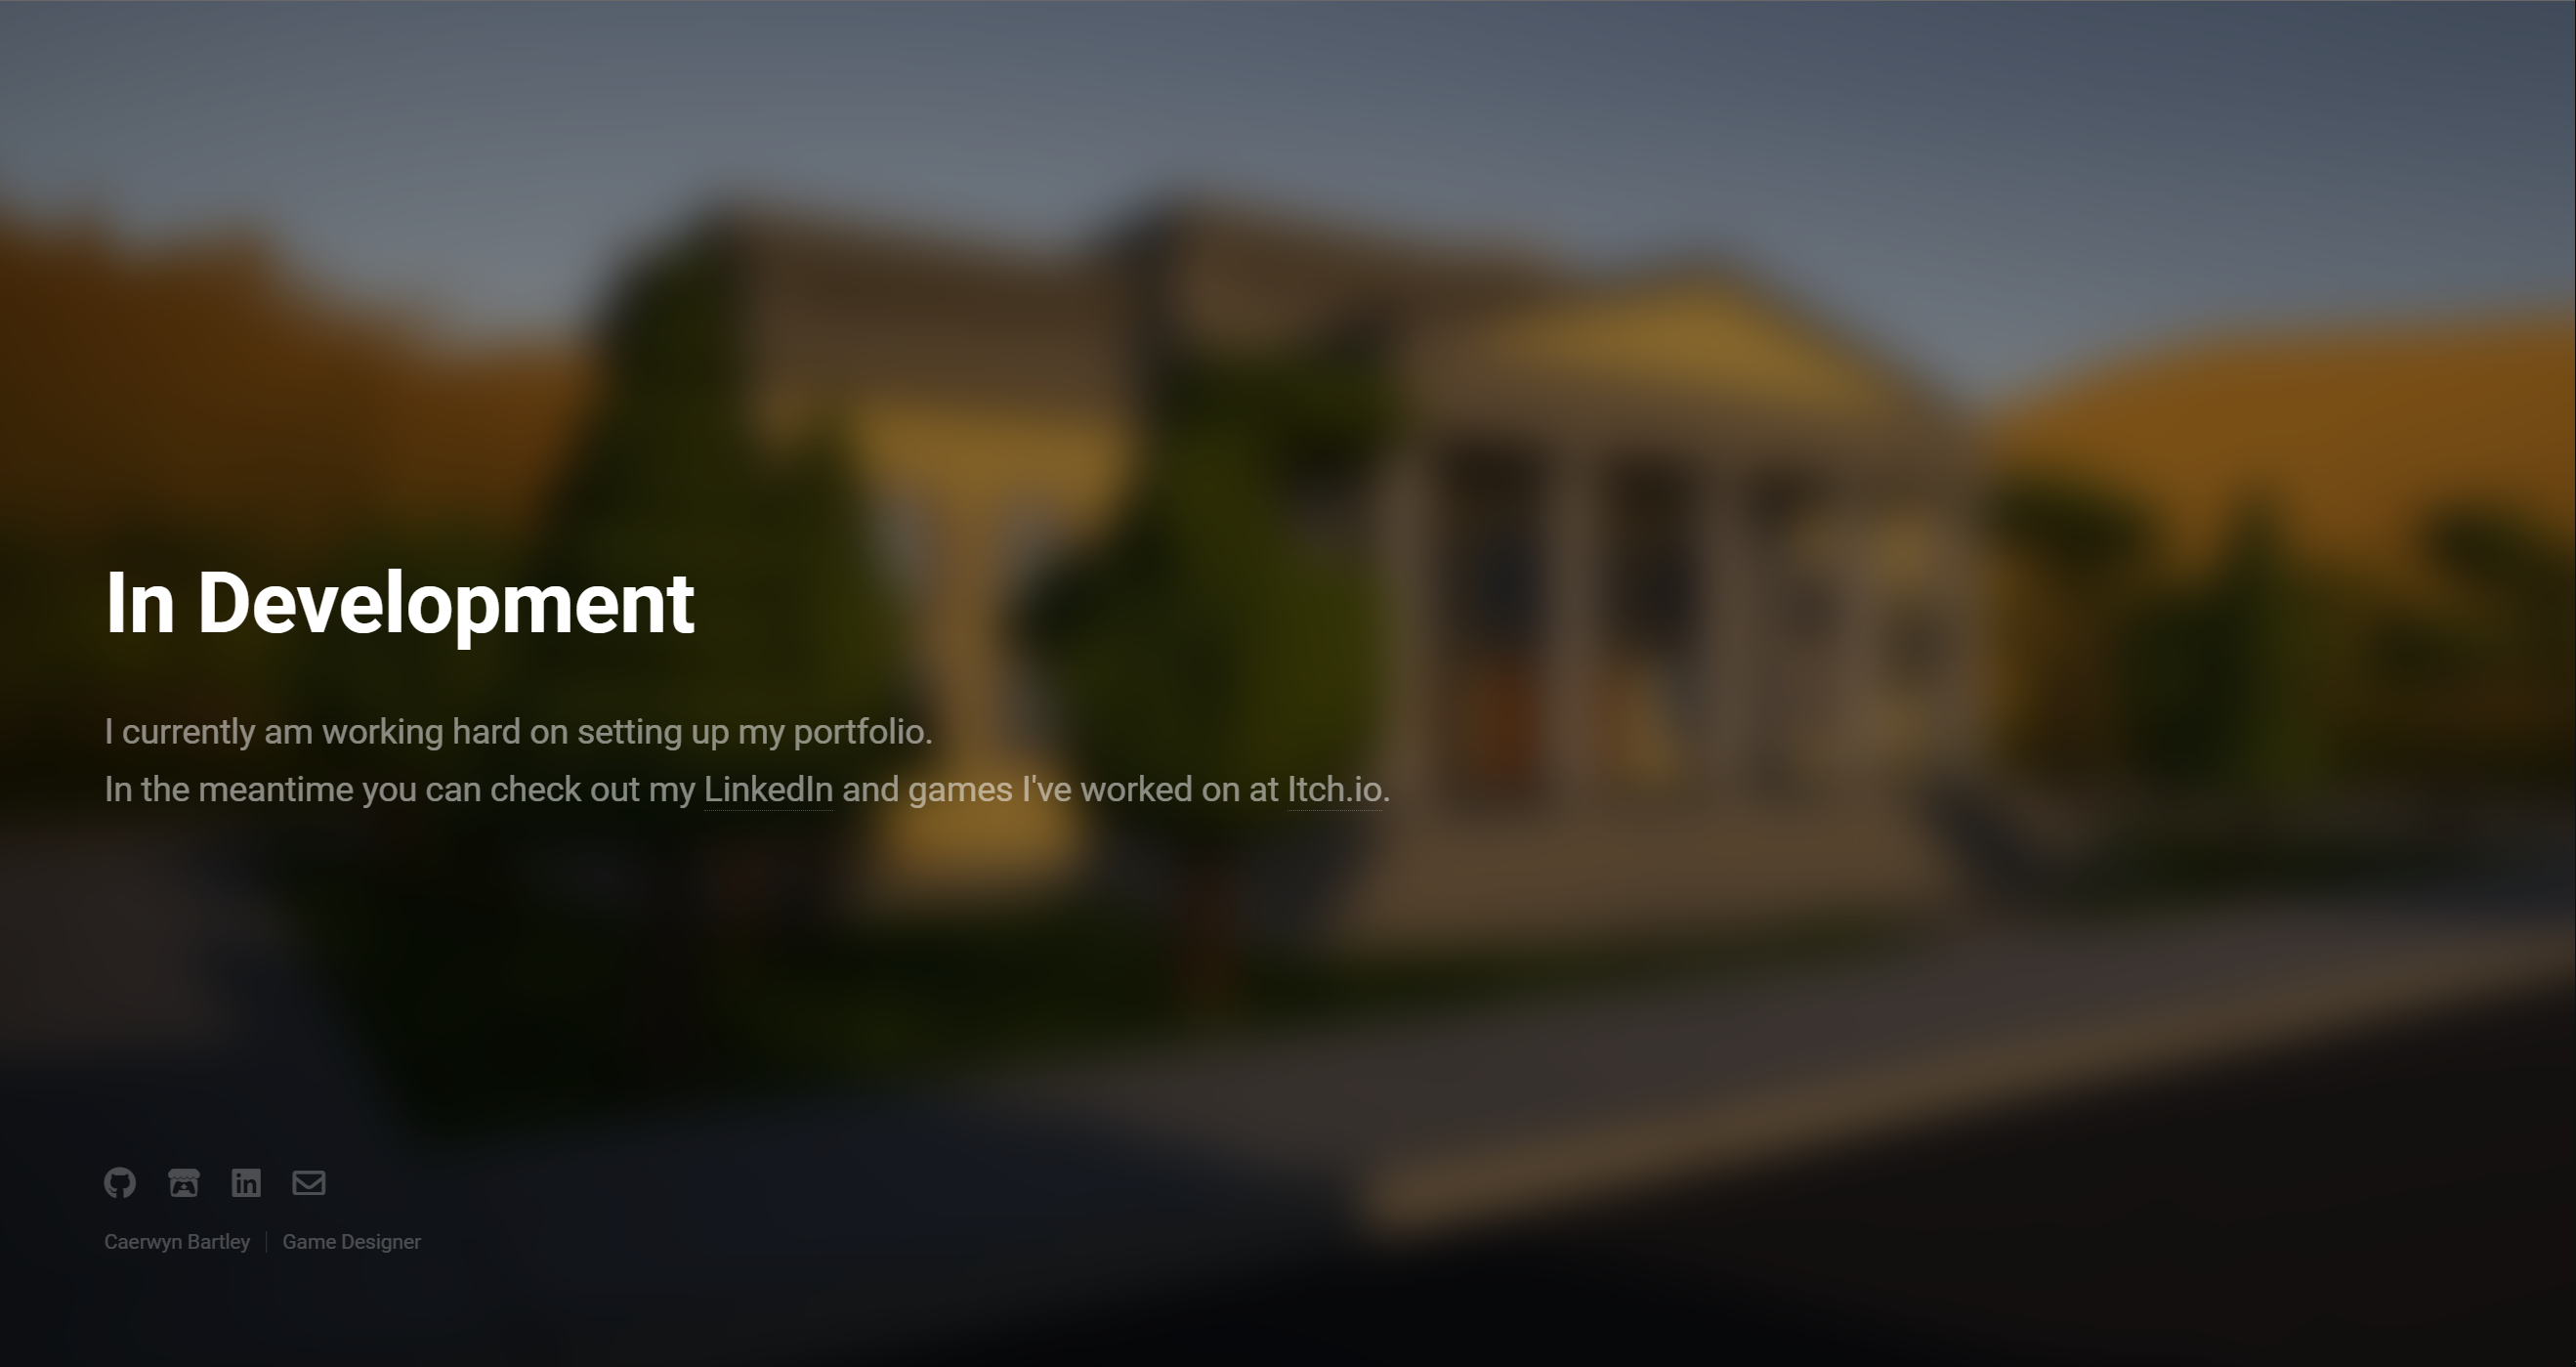 In Development
I currently am working hard on setting up my portfolio.
In the meantime you can check out my LinkedIn and games I've worked on at Itch.io.
in
Caerwyn Bartley | Game Designer